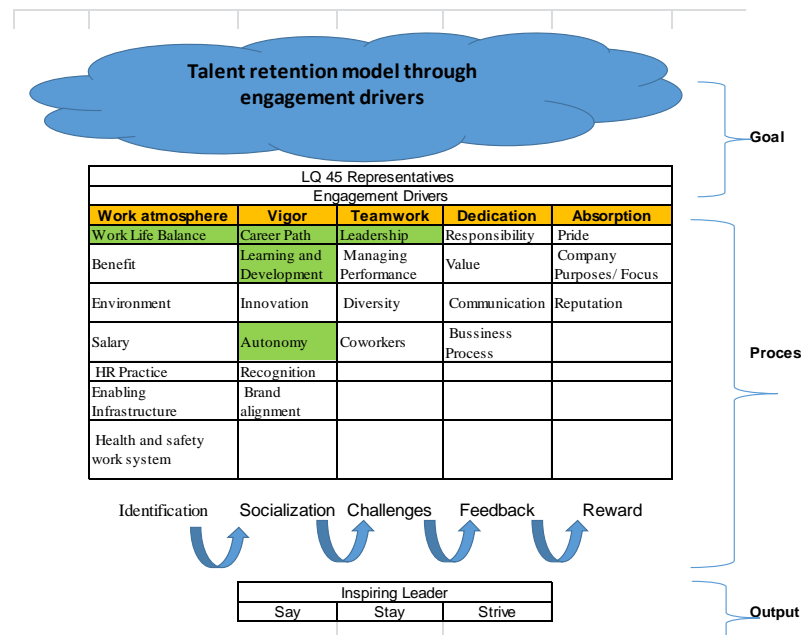 Talent retention model through
engagement drivers
Goal
LQ 45 Representatives
Engagement Drivers
Work atmosphere Vigor Teamwork Dedication Absorption
Work Life Balance Career Path Leadership Responsibility Pride
Benefit Learning and Development Managing Performance Value Company Purposes/ Focus
Environment Innovation Diversity Communication Reputation
Salary Autonomy Coworkers Bussiness Process
Proces
HR Practice Recognition
Enabling Infrastructure Brand alignment
Health and safety work system
Identification Socialization Challenges Feedback Reward
Inspiring Leader
Say Stay Strive
Output